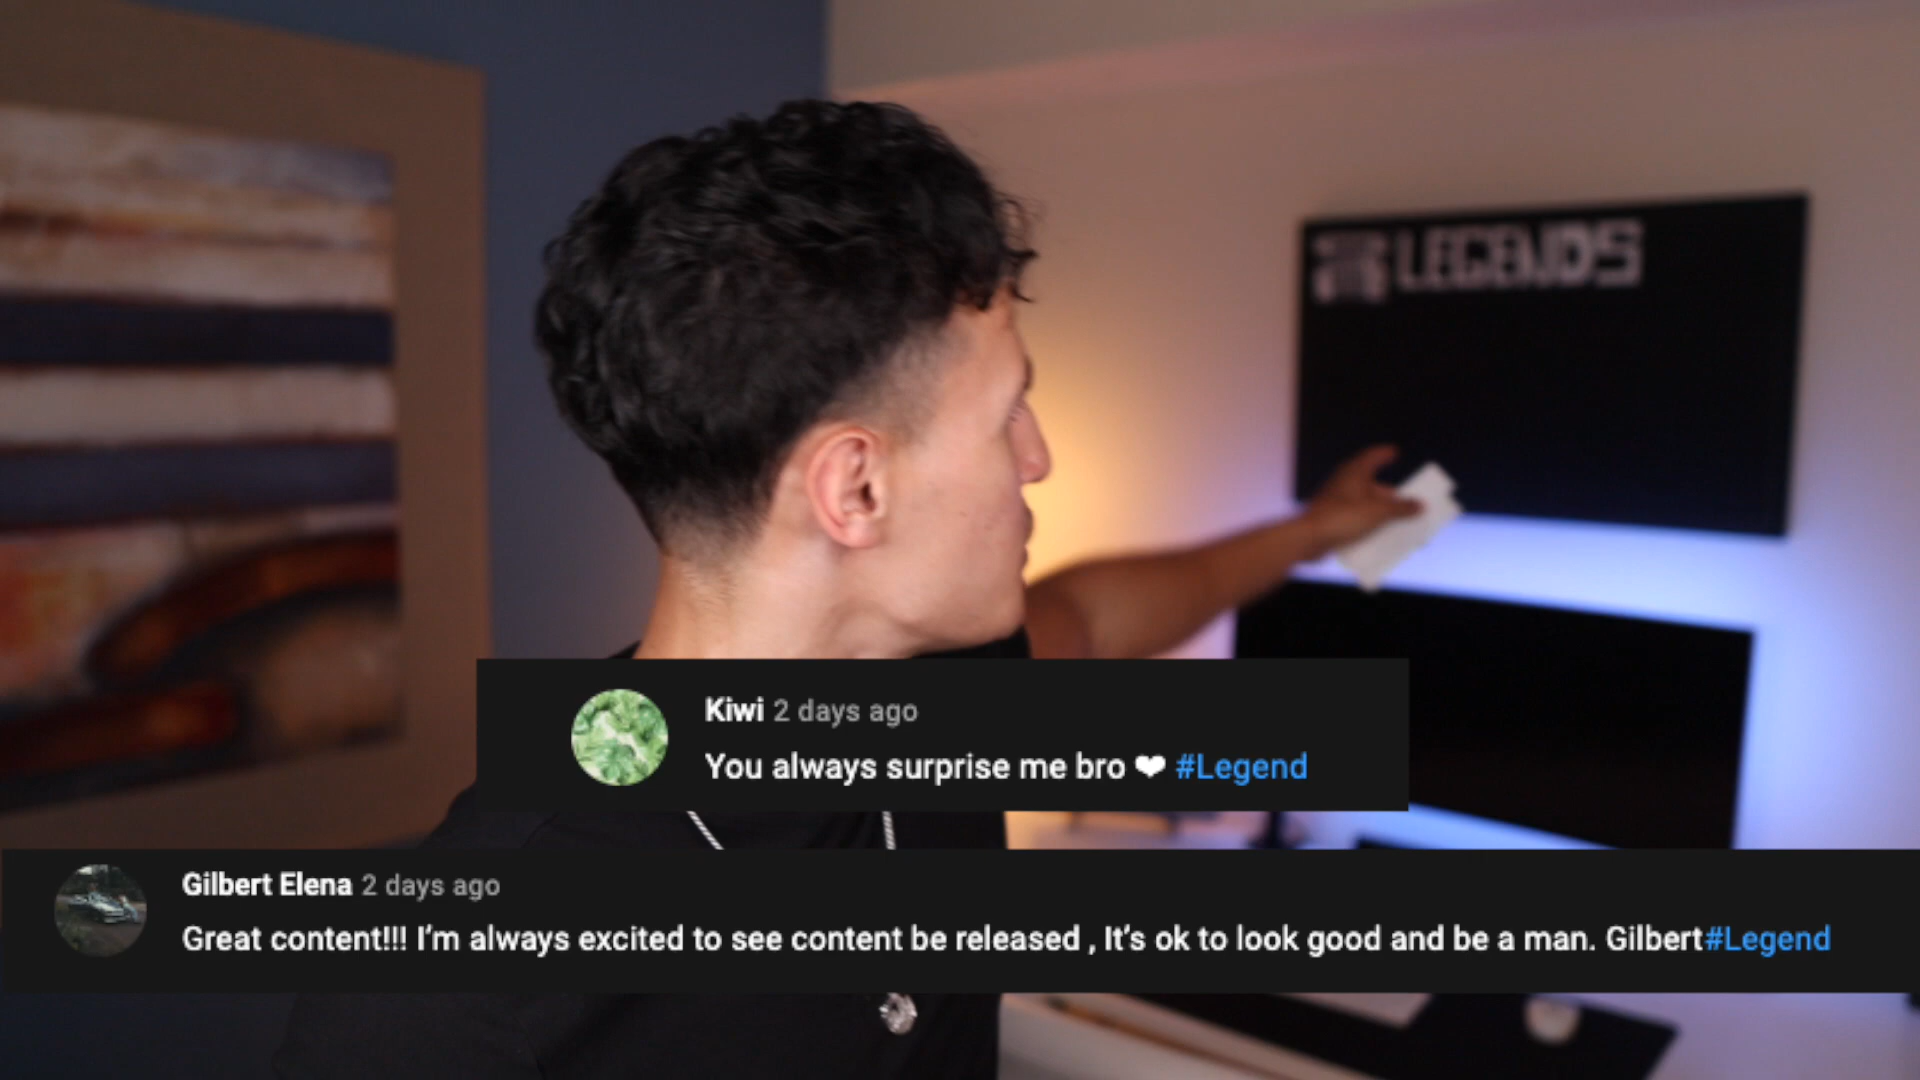 LEGENDS
Kiwi 2 days ago
You always surprise me bro ❤ #Legend
Gilbert Elena 2 days ago
Great content!!! I'm always excited to see content be released , It's ok to look good and be a man. Gilbert#Legend